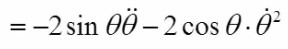 = −2 sin θθ̈ − 2 cos θ · θ̇²